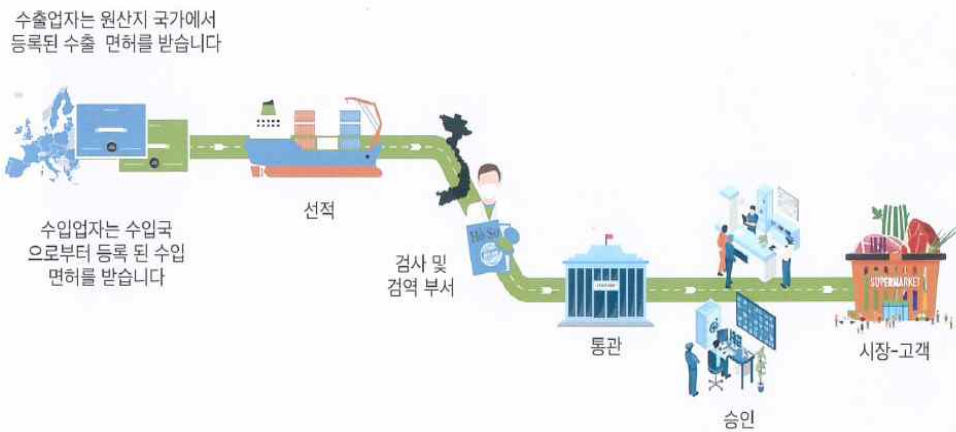 수출업자는 원산지 국가에서
등록된 수출 면허를 받습니다
수입업자는 수입국
으로부터 등록 된 수입
면허를 받습니다
선적
Hồ Sơ
검사 및
검역 부서
통관
승인
SUPERMARKET
시장-고객